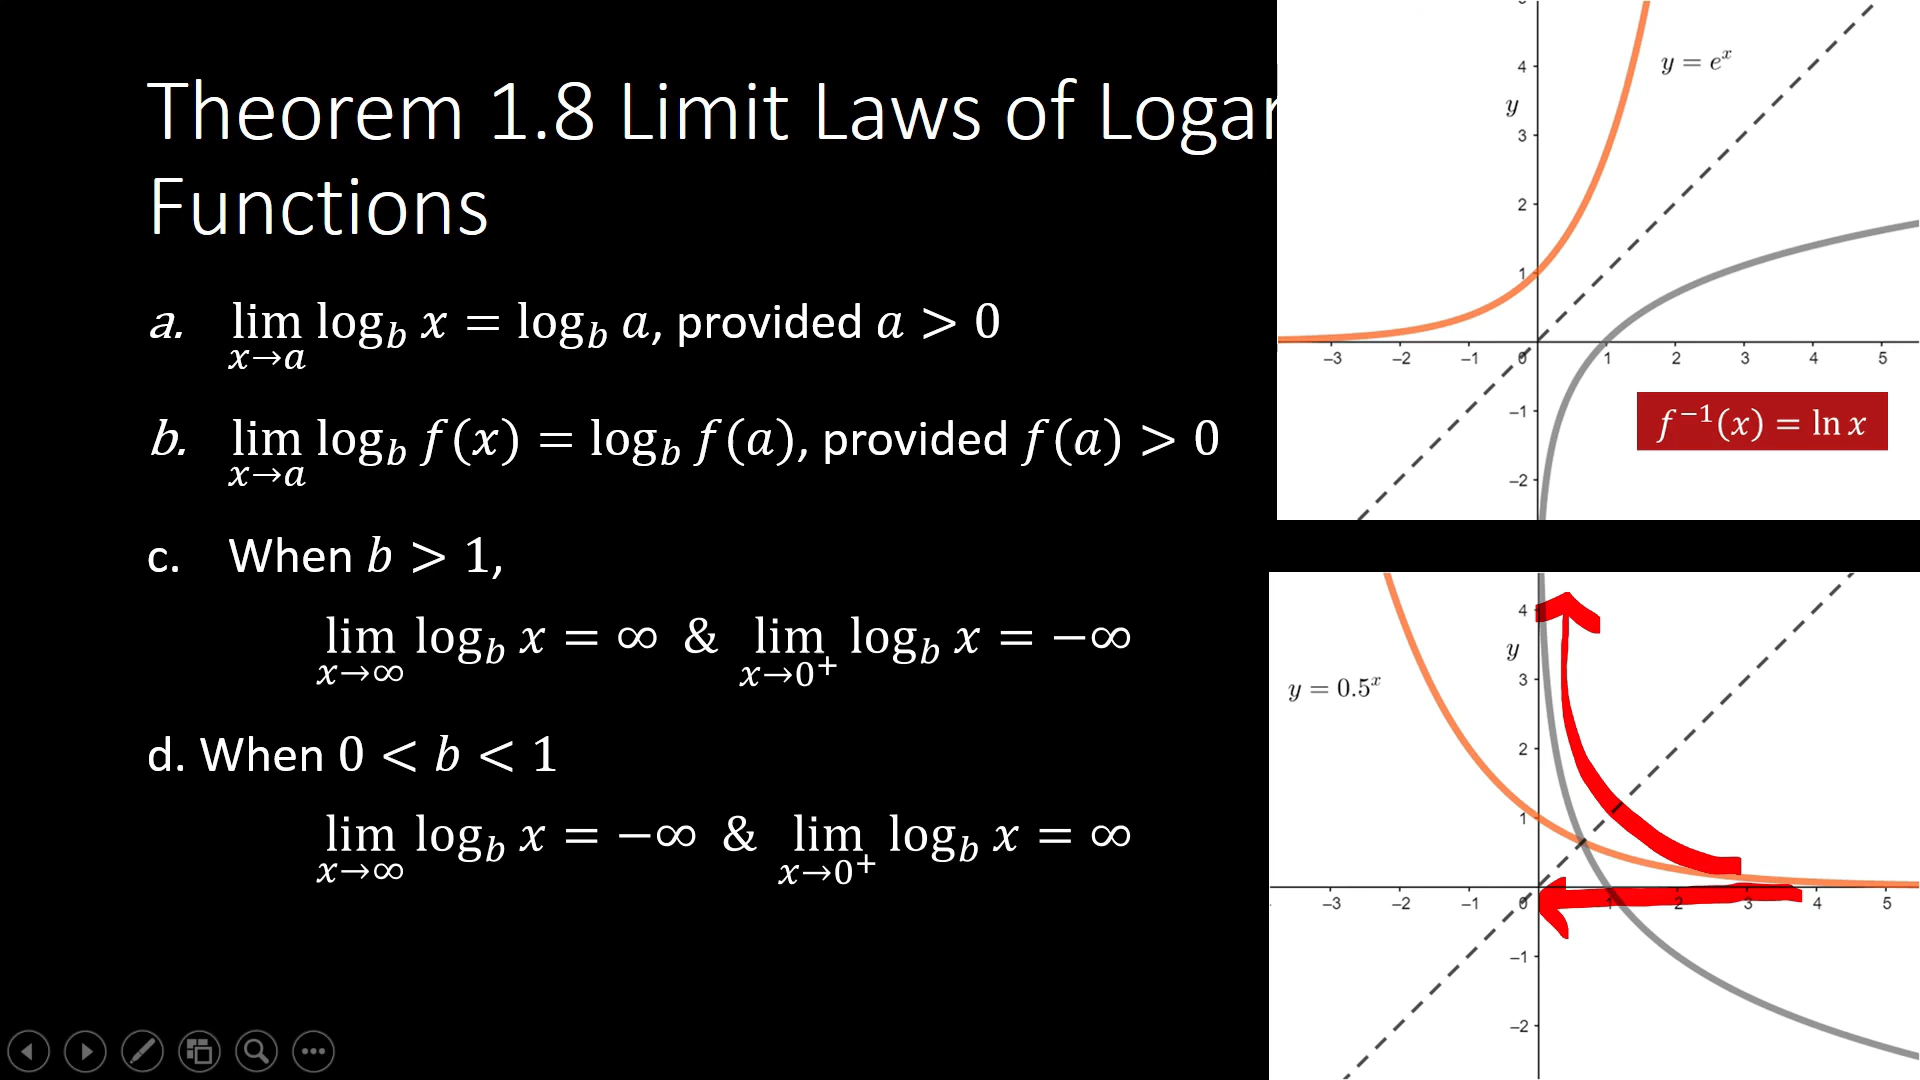 Theorem 1.8 Limit Laws of Logar
Functions
a. lim x→a log_b x = log_b a, provided a > 0
b. lim x→a log_b f(x) = log_b f(a), provided f(a) > 0
c. When b > 1,
lim x→∞ log_b x = ∞ & lim x→0⁺ log_b x = −∞
d. When 0 < b < 1
lim x→∞ log_b x = −∞ & lim x→0⁺ log_b x = ∞
y = eˣ
4
y
3
2
1
−3 −2 −1 0 1 2 3 4 5
−1
f⁻¹(x) = ln x
−2
4
y
3
y = 0.5ˣ
2
1
−3 −2 −1 0 1 2 3 4 5
−1
−2